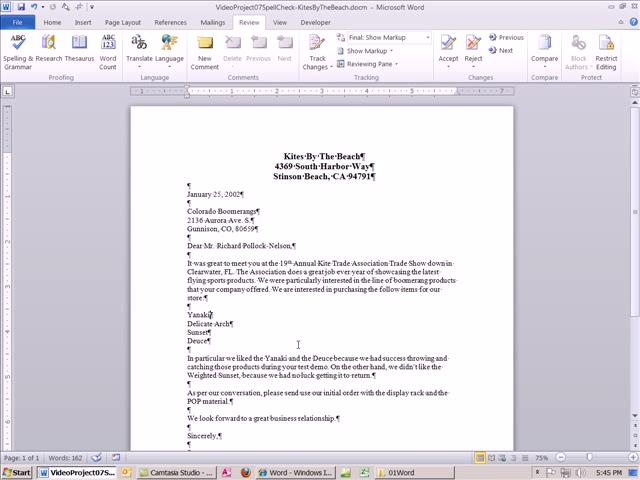 VideoProject07SpellCheck-KitesByTheBeach.docm - Microsoft Word
File Home Insert Page Layout References Mailings Review View Developer
Spelling & Grammar Research Thesaurus Word Count Translate Language New Comment Delete Previous Next Track Changes Final: Show Markup Show Markup Reviewing Pane Accept Reject Previous Next Compare Block Authors Restrict Editing
Proofing Language Comments Tracking Changes Compare Protect
Kites·By·The·Beach¶
4369·South·Harbor·Way¶
Stinson·Beach,·CA·94791¶
¶
January·25,·2002¶
¶
Colorado·Boomerangs¶
2136·Aurora·Ave.·S.¶
Gunnison,·CO,·80659¶
¶
Dear·Mr.·Richard·Pollock-Nelson,¶
¶
It·was·great·to·meet·you·at·the·19th·Annual·Kite·Trade·Association·Trade·Show·down·in·
Clearwater,·FL.·The·Association·does·a·great·job·ever·year·of·showcasing·the·latest·
flying·sports·products.·We·were·particularly·interested·in·the·line·of·boomerang·products·
that·your·company·offered.·We·are·interested·in·purchasing·the·follow·items·for·our·
store:¶
¶
Yanaki¶
Delicate·Arch¶
Sunset¶
Deuce¶
¶
In·particular·we·liked·the·Yanaki·and·the·Deuce·because·we·had·success·throwing·and·
catching·those·products·during·your·test·demo.·On·the·other·hand,·we·didn't·like·the·
Weighted·Sunset,·because·we·had·no·luck·getting·it·to·return.¶
¶
As·per·our·conversation,·please·send·use·our·initial·order·with·the·display·rack·and·the·
POP·material.¶
¶
We·look·forward·to·a·great·business·relationship.¶
¶
Sincerely,¶
¶
Page: 1 of 1 Words: 162 75%
Start VideoProject07S... Camtasia Studio - ... Word - Windows I... 01Word 5:45 PM